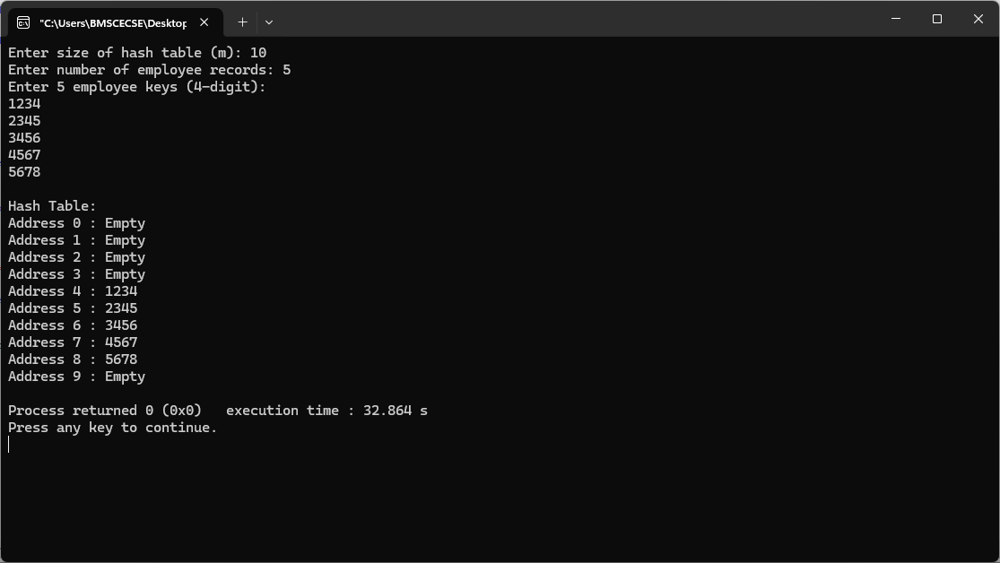 "C:\Users\BMSCECSE\Desktop
Enter size of hash table (m): 10
Enter number of employee records: 5
Enter 5 employee keys (4-digit):
1234
2345
3456
4567
5678
Hash Table:
Address 0 : Empty
Address 1 : Empty
Address 2 : Empty
Address 3 : Empty
Address 4 : 1234
Address 5 : 2345
Address 6 : 3456
Address 7 : 4567
Address 8 : 5678
Address 9 : Empty
Process returned 0 (0x0)   execution time : 32.864 s
Press any key to continue.